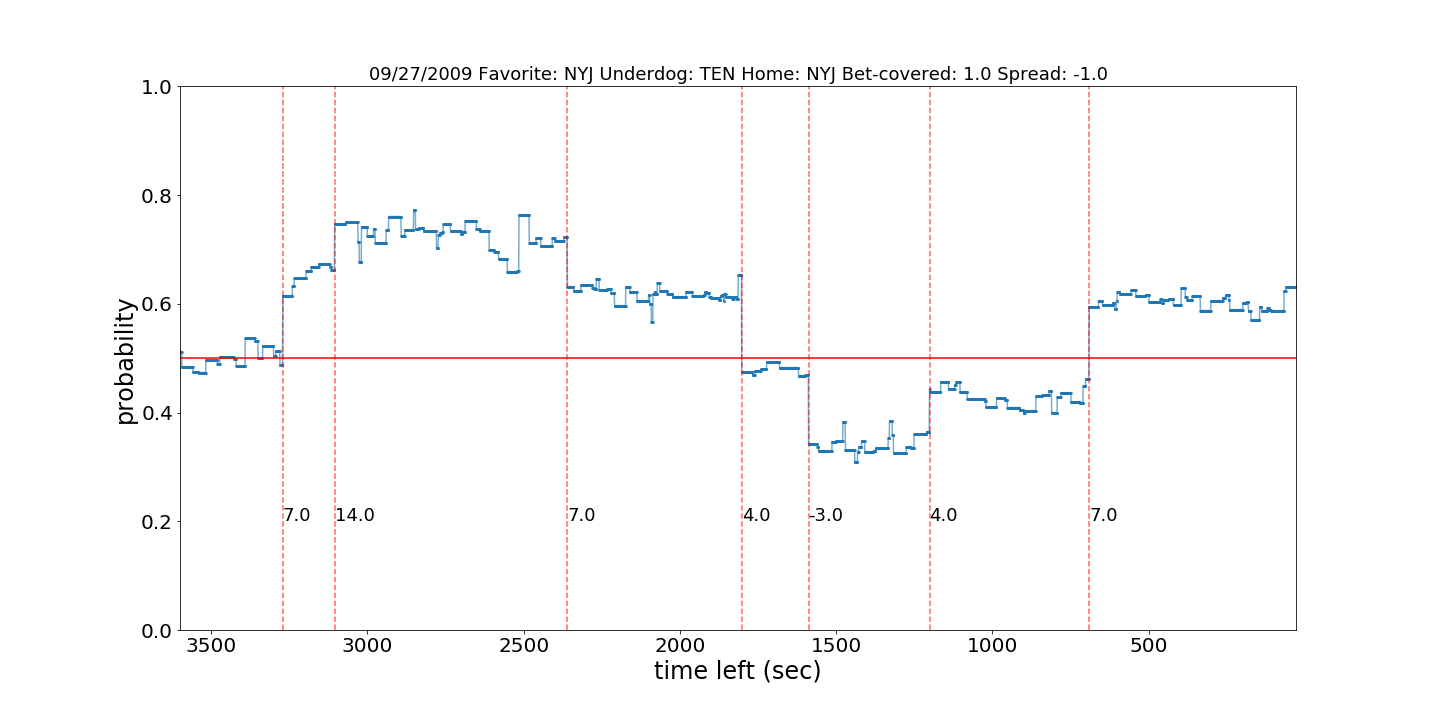 09/27/2009 Favorite: NYJ Underdog: TEN Home: NYJ Bet-covered: 1.0 Spread: -1.0
1.0
0.8
0.6
0.4
0.2
0.0
probability
7.0 14.0 7.0 4.0 -3.0 4.0 7.0
3500 3000 2500 2000 1500 1000 500
time left (sec)